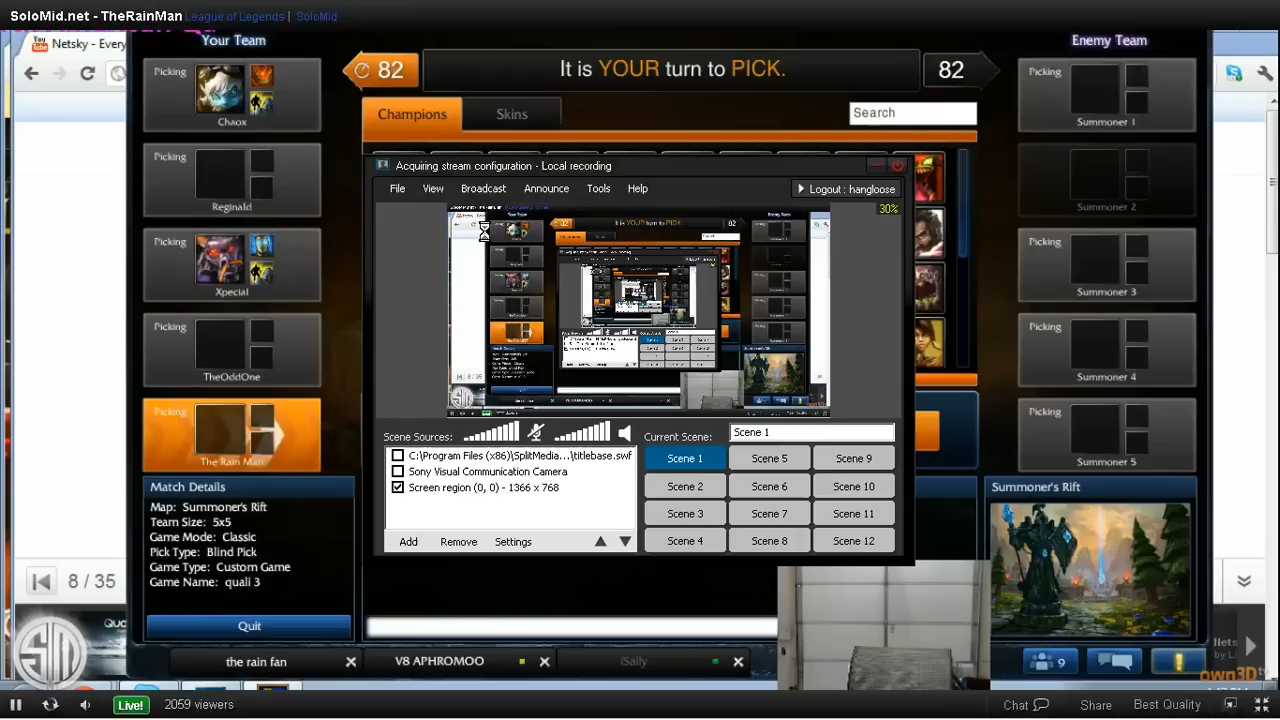 SoloMid.net - TheRainMan League of Legends | SoloMid
Netsky - Every
Your Team
82
It is YOUR turn to PICK.
82
Enemy Team
Picking
Chaox
Champions
Skins
Search
Picking
Summoner 1
Acquiring stream configuration - Local recording
File View Broadcast Announce Tools Help
Logout : hangloose
30%
Picking
Reginald
Summoner 2
Picking
Xpecial
Picking
Summoner 3
Picking
TheOddOne
Picking
Summoner 4
Picking
The Rain Man
Picking
Summoner 5
Scene Sources:
Current Scene:
Scene 1
C:\Program Files (x86)\SplitMedia...\titlebase.swf
Sony Visual Communication Camera
Screen region (0, 0) - 1366 x 768
Scene 1 Scene 5 Scene 9
Scene 2 Scene 6 Scene 10
Scene 3 Scene 7 Scene 11
Scene 4 Scene 8 Scene 12
Add Remove Settings
Match Details
Map: Summoner's Rift
Team Size: 5x5
Game Mode: Classic
Pick Type: Blind Pick
Game Type: Custom Game
Game Name: quali 3
Quit
Summoner's Rift
8 / 35
TSM
the rain fan
V8 APHROMOO
iSally
9
own3D.tv
Live!
2059 viewers
Chat
Share
Best Quality